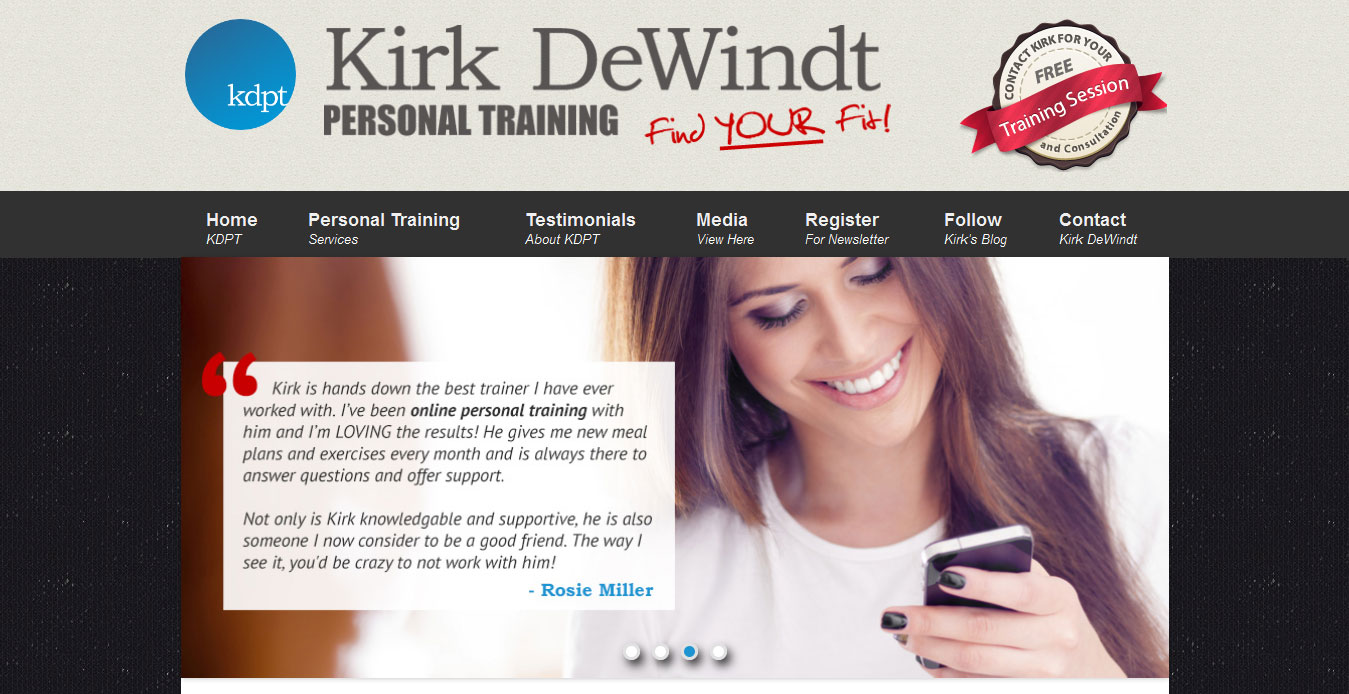 kdpt
Kirk DeWindt
PERSONAL TRAINING
Find YOUR Fit!
CONTACT KIRK FOR YOUR
FREE
Training Session
and Consultation
Home
KDPT
Personal Training
Services
Testimonials
About KDPT
Media
View Here
Register
For Newsletter
Follow
Kirk's Blog
Contact
Kirk DeWindt
“ Kirk is hands down the best trainer I have ever
worked with. I've been online personal training with
him and I'm LOVING the results! He gives me new meal
plans and exercises every month and is always there to
answer questions and offer support.
Not only is Kirk knowledgable and supportive, he is also
someone I now consider to be a good friend. The way I
see it, you'd be crazy to not work with him!
- Rosie Miller